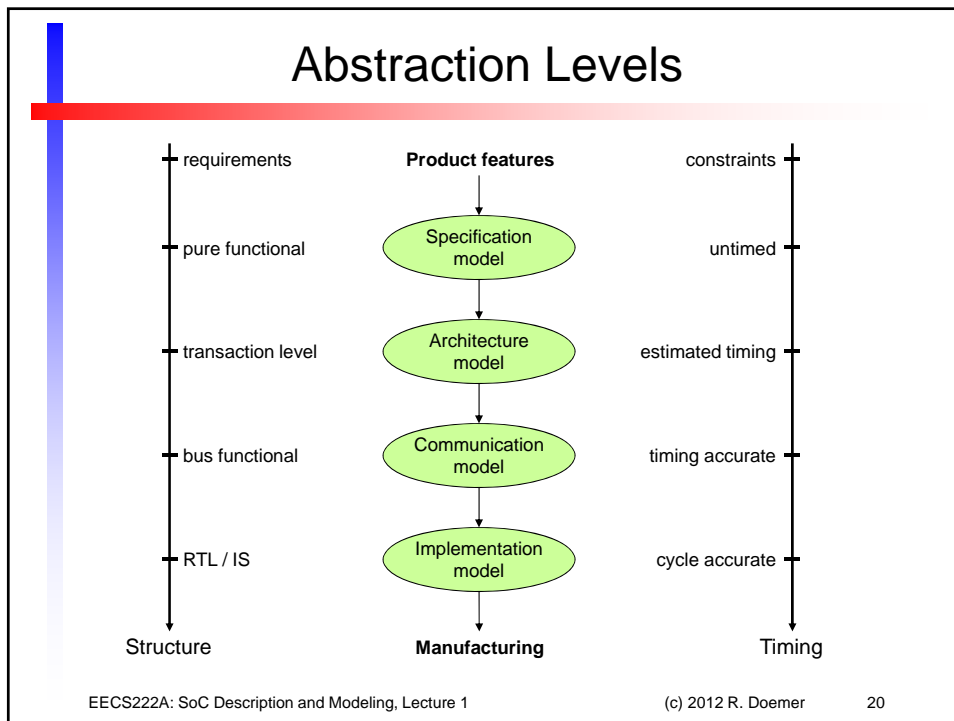 Abstraction Levels
requirements
Product features
constraints
pure functional
Specification
model
untimed
transaction level
Architecture
model
estimated timing
bus functional
Communication
model
timing accurate
RTL / IS
Implementation
model
cycle accurate
Structure
Manufacturing
Timing
EECS222A: SoC Description and Modeling, Lecture 1
(c) 2012 R. Doemer
20